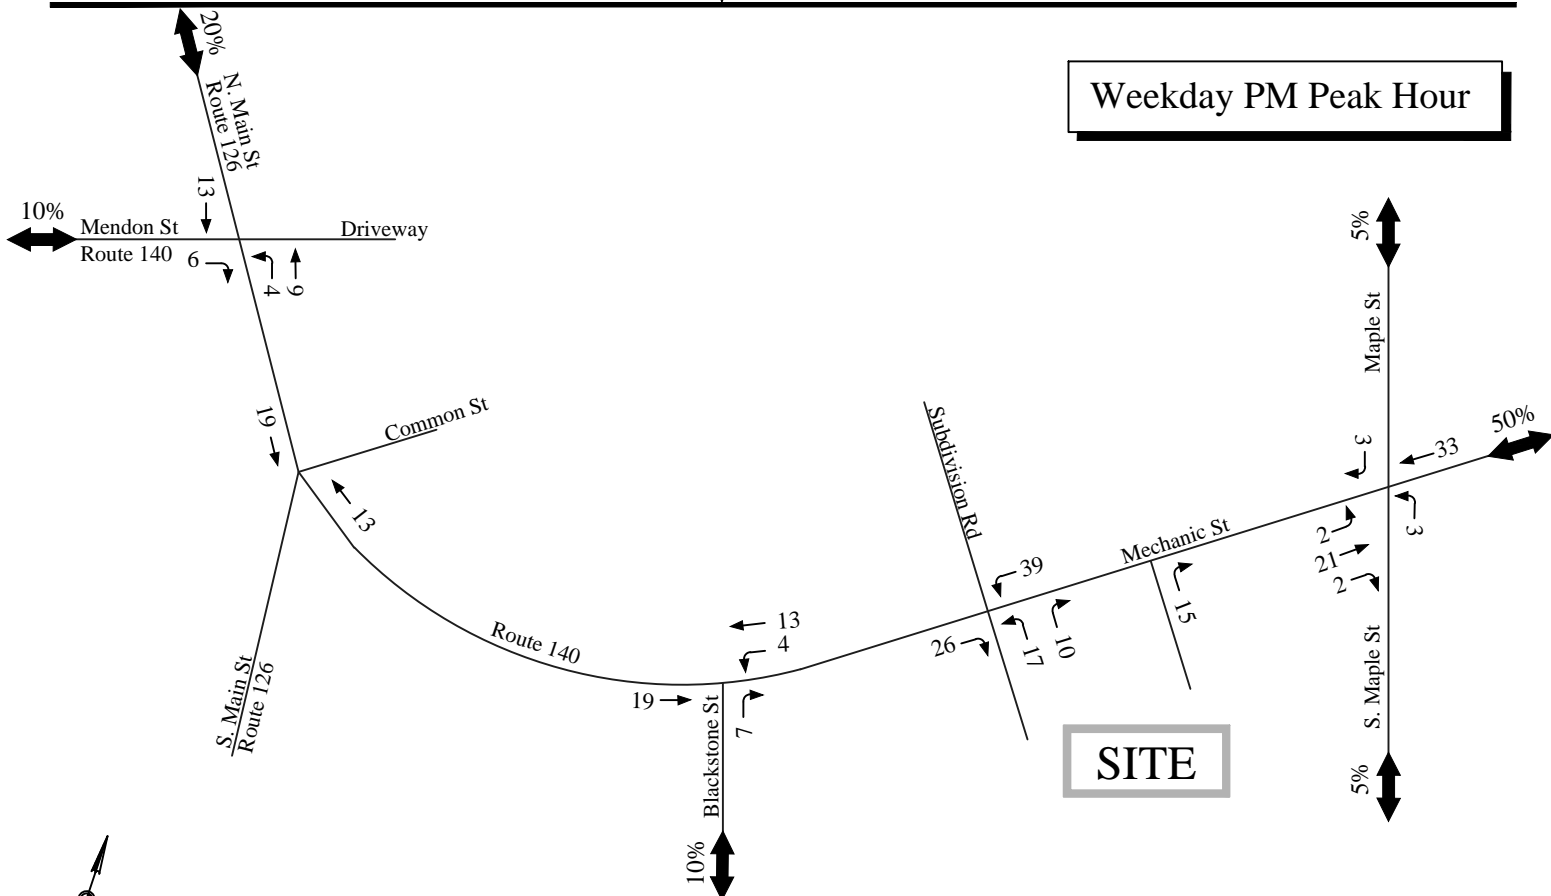 20%
N. Main St
Route 126
Weekday PM Peak Hour
13
10%
Mendon St
Driveway
Route 140
6
4
9
5%
Maple St
50%
19
Common St
Subdivision Rd
3
33
13
Mechanic St
2
3
21
2
39
15
Route 140
13
4
26
17
10
19
7
S. Main St
Route 126
Blackstone St
S. Maple St
SITE
5%
10%